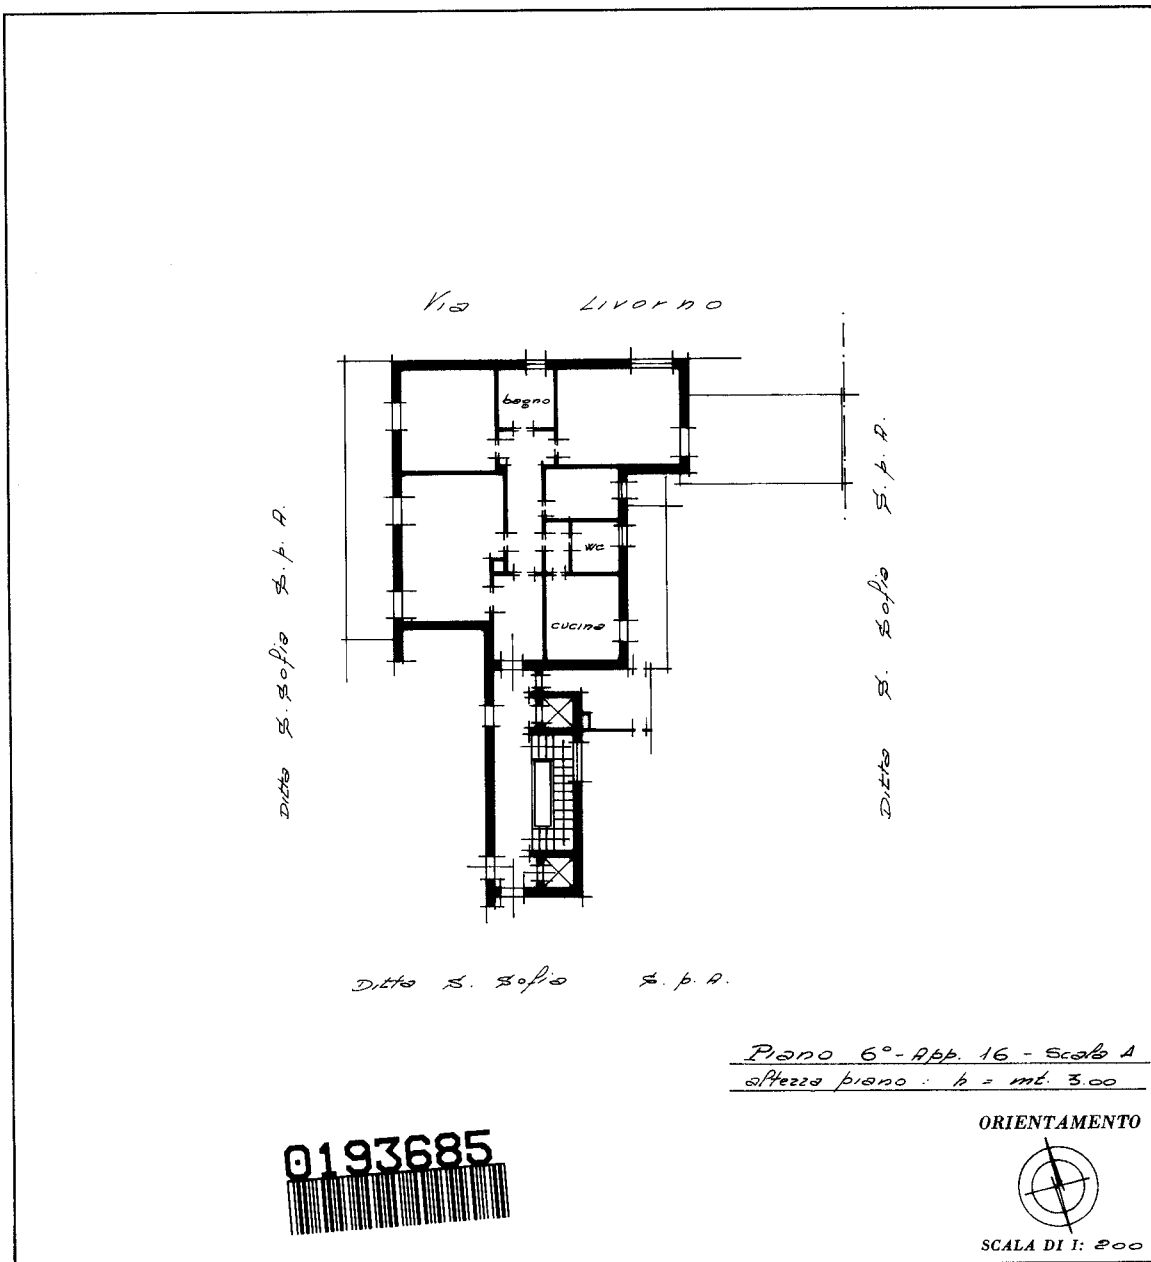 Via Livorno
bagno
wc
cucina
Ditta S. Sofia S.p.A.
Ditta S. Sofia S.p.A.
Ditta S. Sofia S.p.A.
Piano 6° - App. 16 - Scala A
altezza piano: h = mt. 3.00
0193685
ORIENTAMENTO
SCALA DI 1: 200